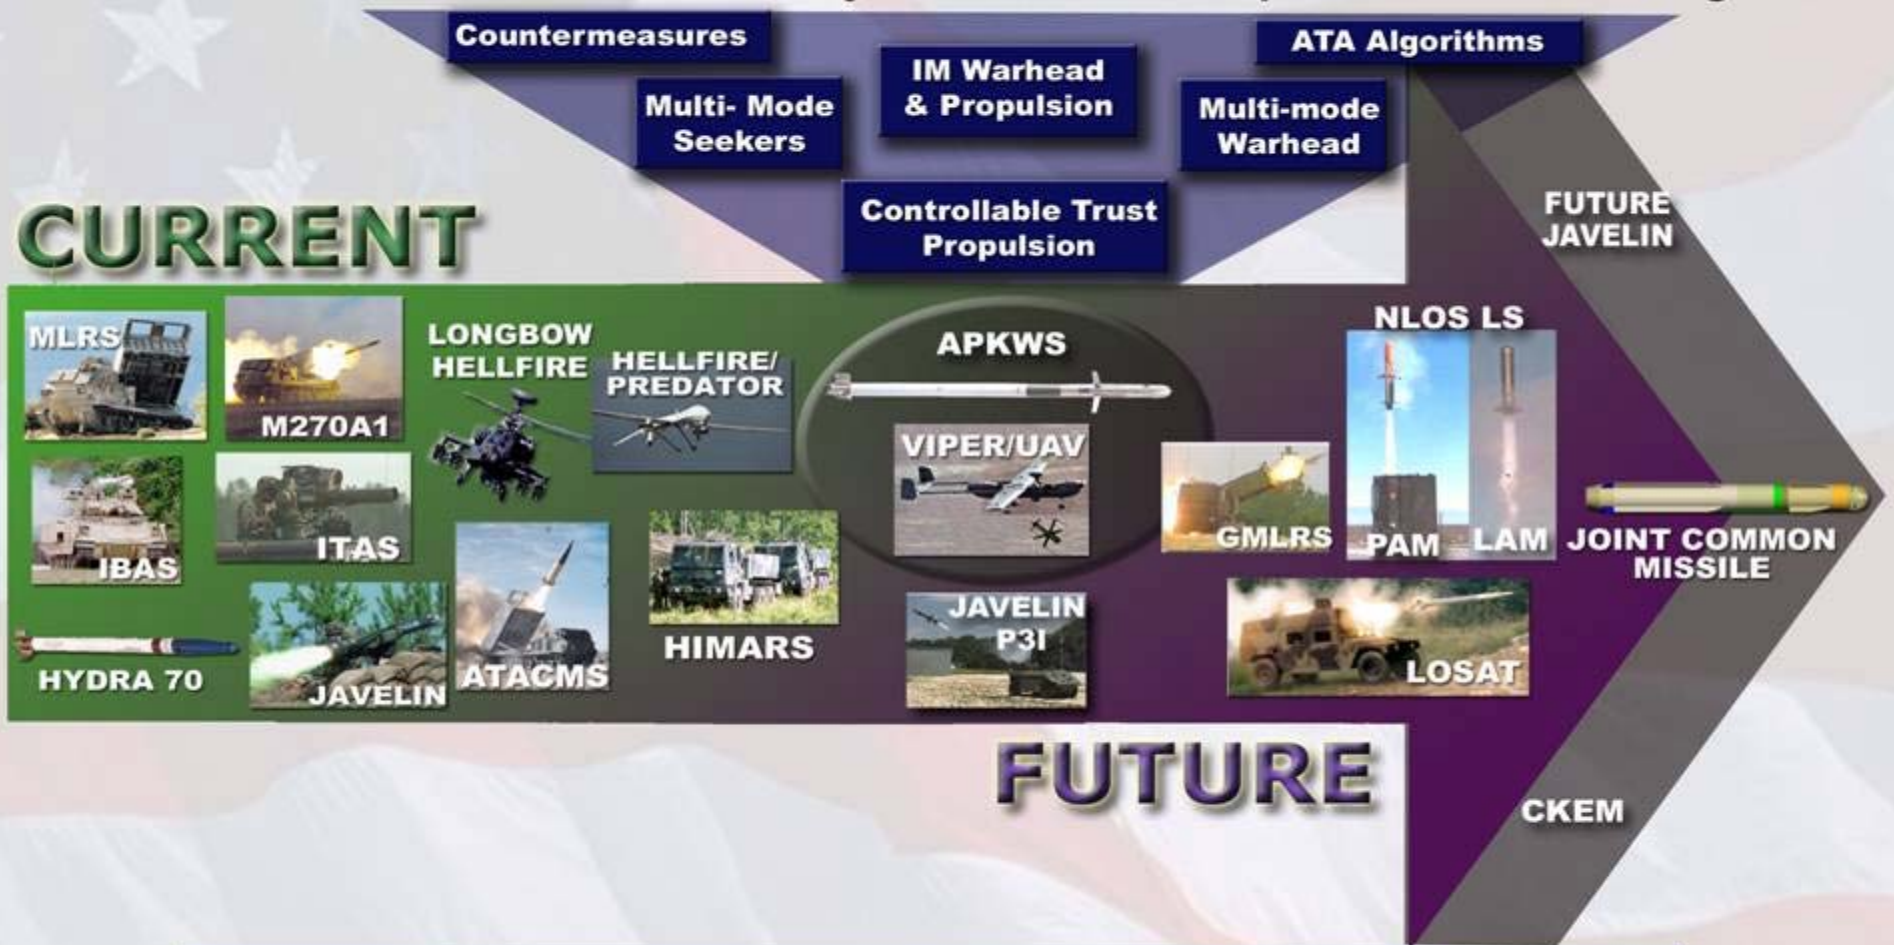 Countermeasures
ATA Algorithms
IM Warhead
& Propulsion
Multi- Mode
Seekers
Multi-mode
Warhead
Controllable Trust
Propulsion
CURRENT
FUTURE
JAVELIN
MLRS
M270A1
LONGBOW
HELLFIRE
HELLFIRE/
PREDATOR
APKWS
VIPER/UAV
NLOS LS
GMLRS
PAM
LAM
JOINT COMMON
MISSILE
IBAS
ITAS
HYDRA 70
JAVELIN
ATACMS
HIMARS
JAVELIN
P3I
LOSAT
FUTURE
CKEM